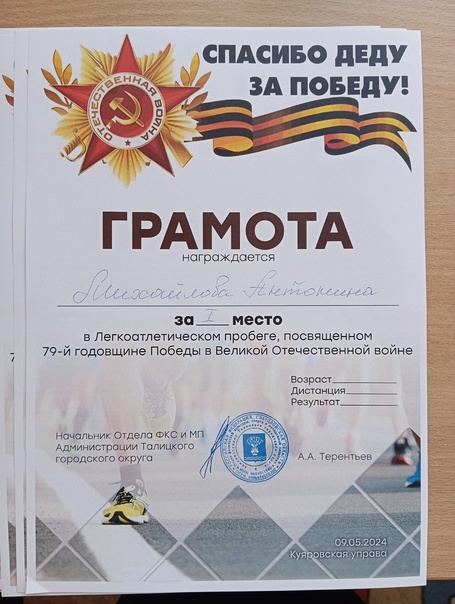 СПАСИБО ДЕДУ
ЗА ПОБЕДУ!
ОТЕЧЕСТВЕННАЯ ВОЙНА
ГРАМОТА
награждается
Михайлова Антонина
за I место
в Легкоатлетическом пробеге, посвященном
79-й годовщине Победы в Великой Отечественной войне
Возраст
Дистанция
Результат
Начальник Отдела ФКС и МП
Администрации Талицкого
городского округа
А.А. Терентьев
09.05.2024
Куяровская управа